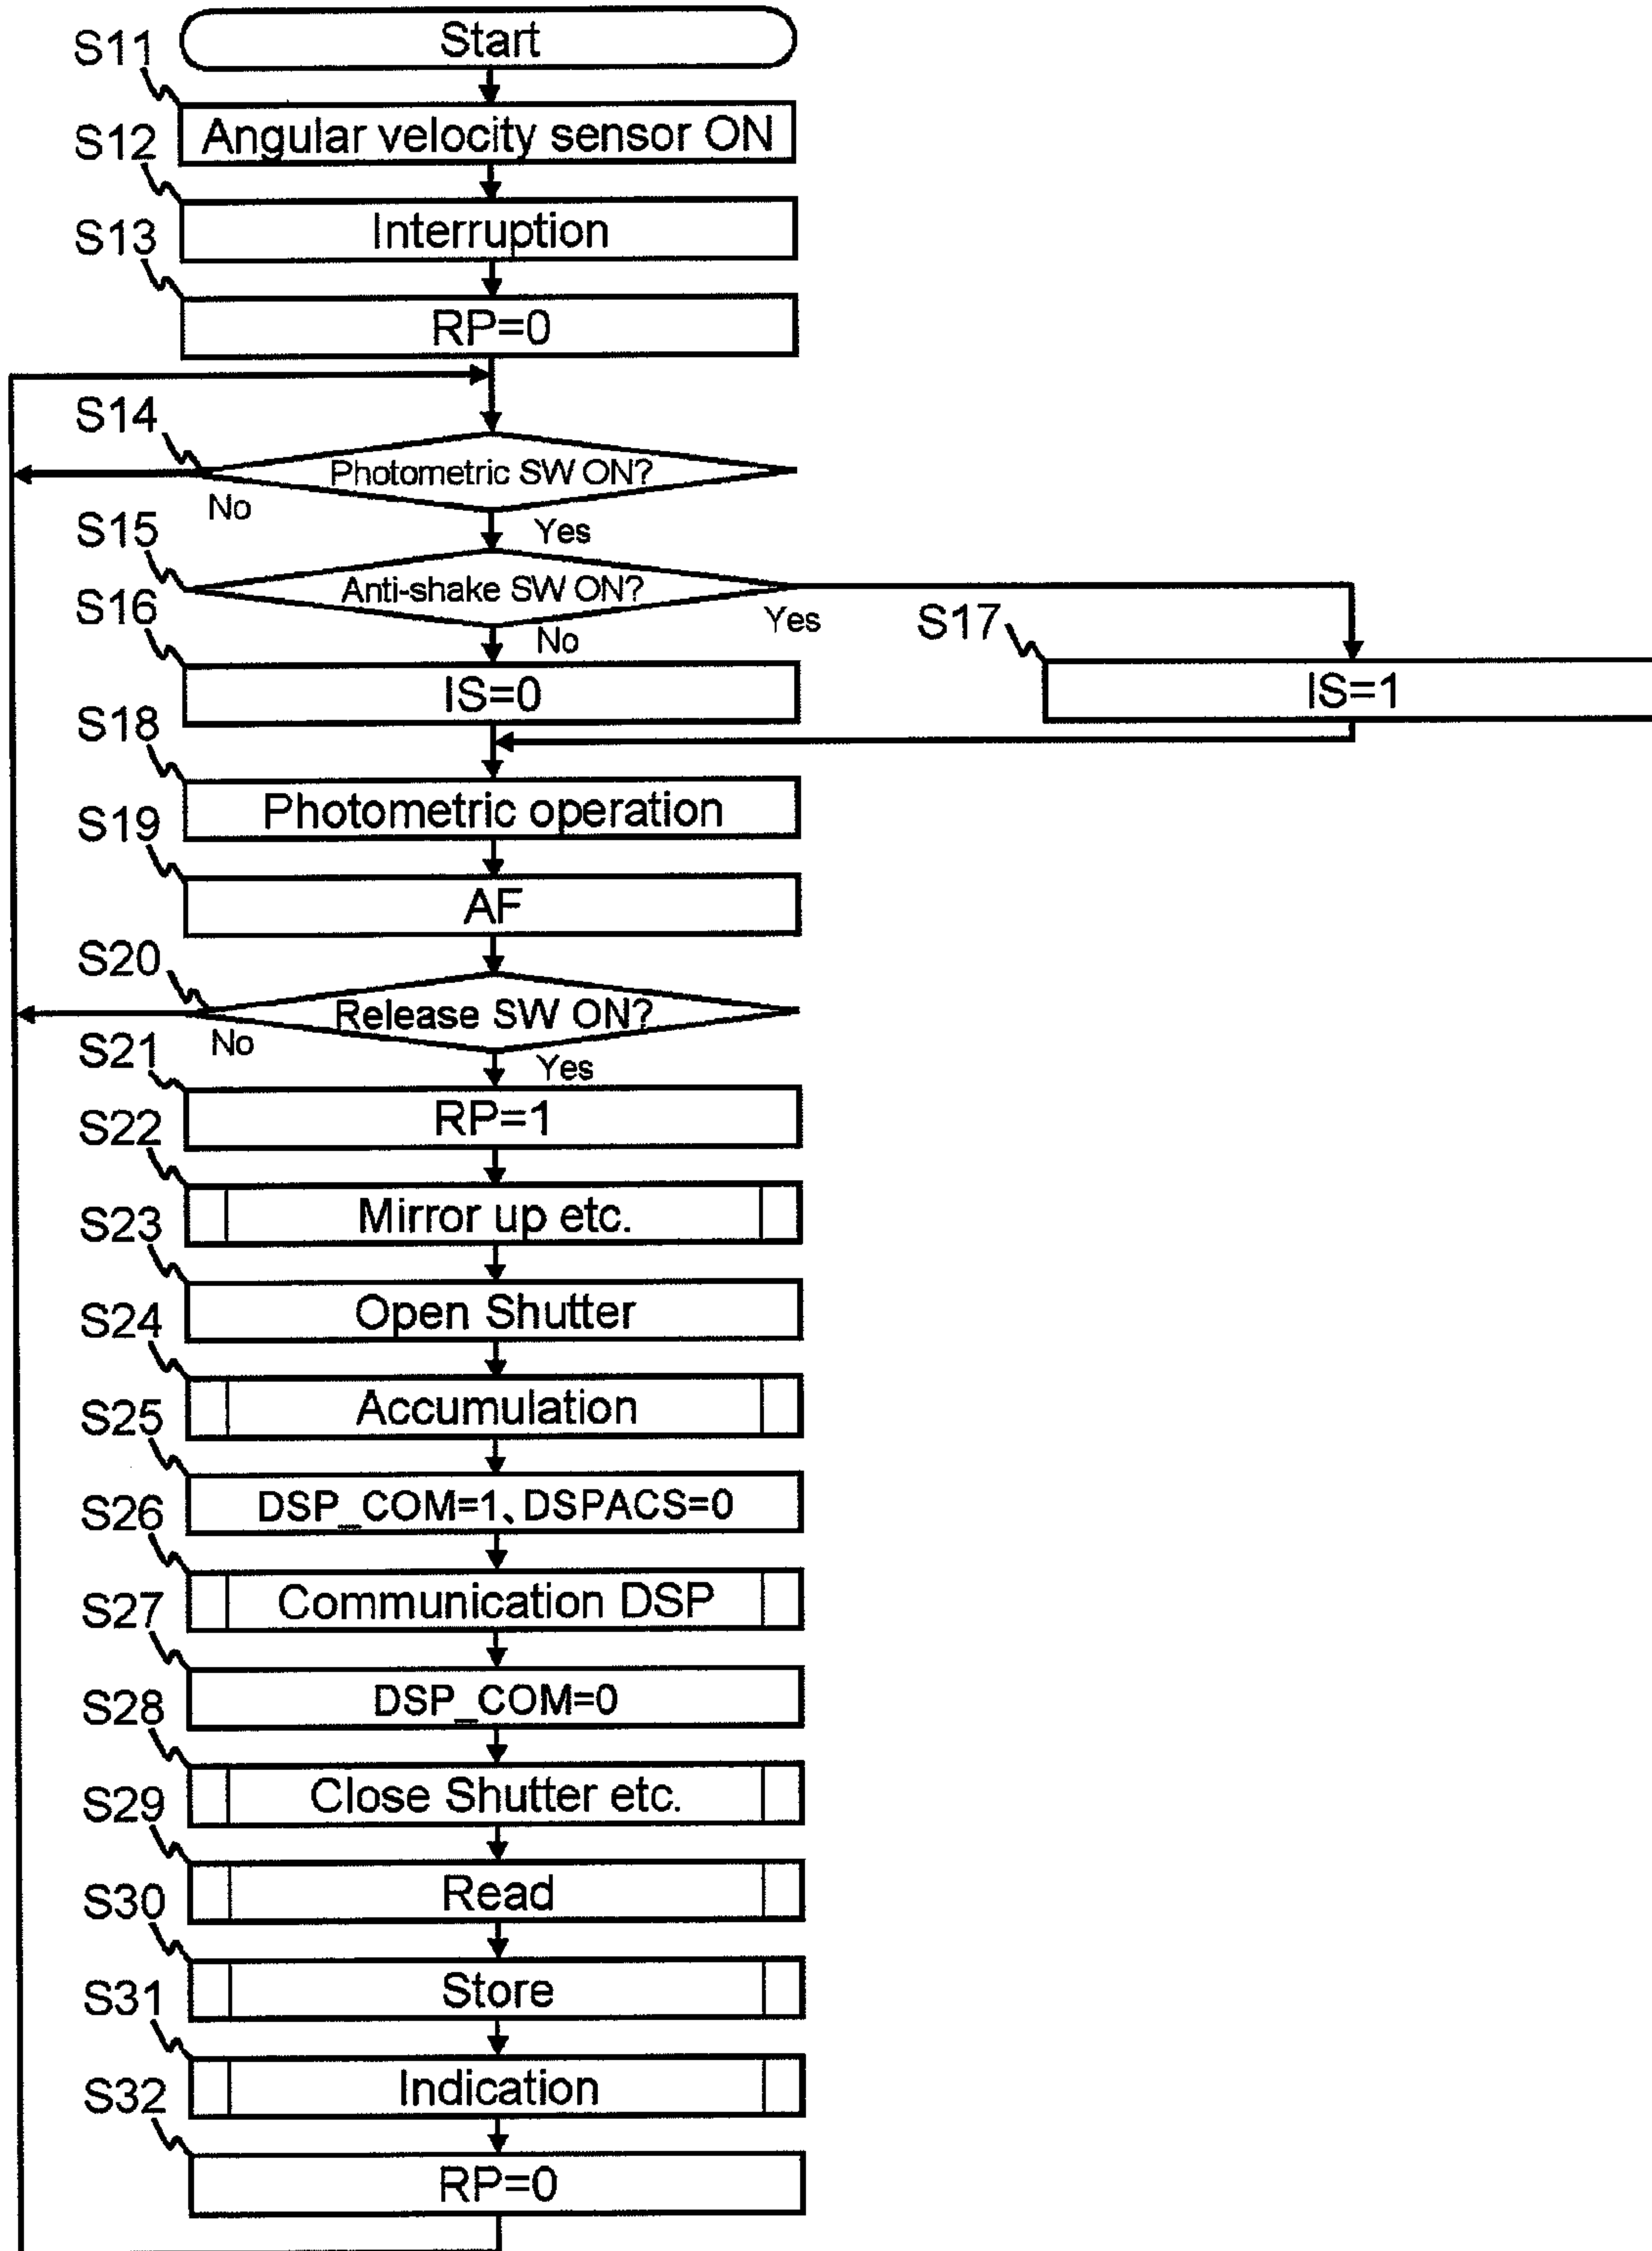 Start
S11
Angular velocity sensor ON
S12
Interruption
S13
RP=0
S14
Photometric SW ON?
No
Yes
S15
Anti-shake SW ON?
Yes
No
S16
IS=0
S17
IS=1
S18
Photometric operation
S19
AF
S20
Release SW ON?
No
Yes
S21
RP=1
S22
Mirror up etc.
S23
Open Shutter
S24
Accumulation
S25
DSP_COM=1、DSPACS=0
S26
Communication DSP
S27
DSP_COM=0
S28
Close Shutter etc.
S29
Read
S30
Store
S31
Indication
S32
RP=0